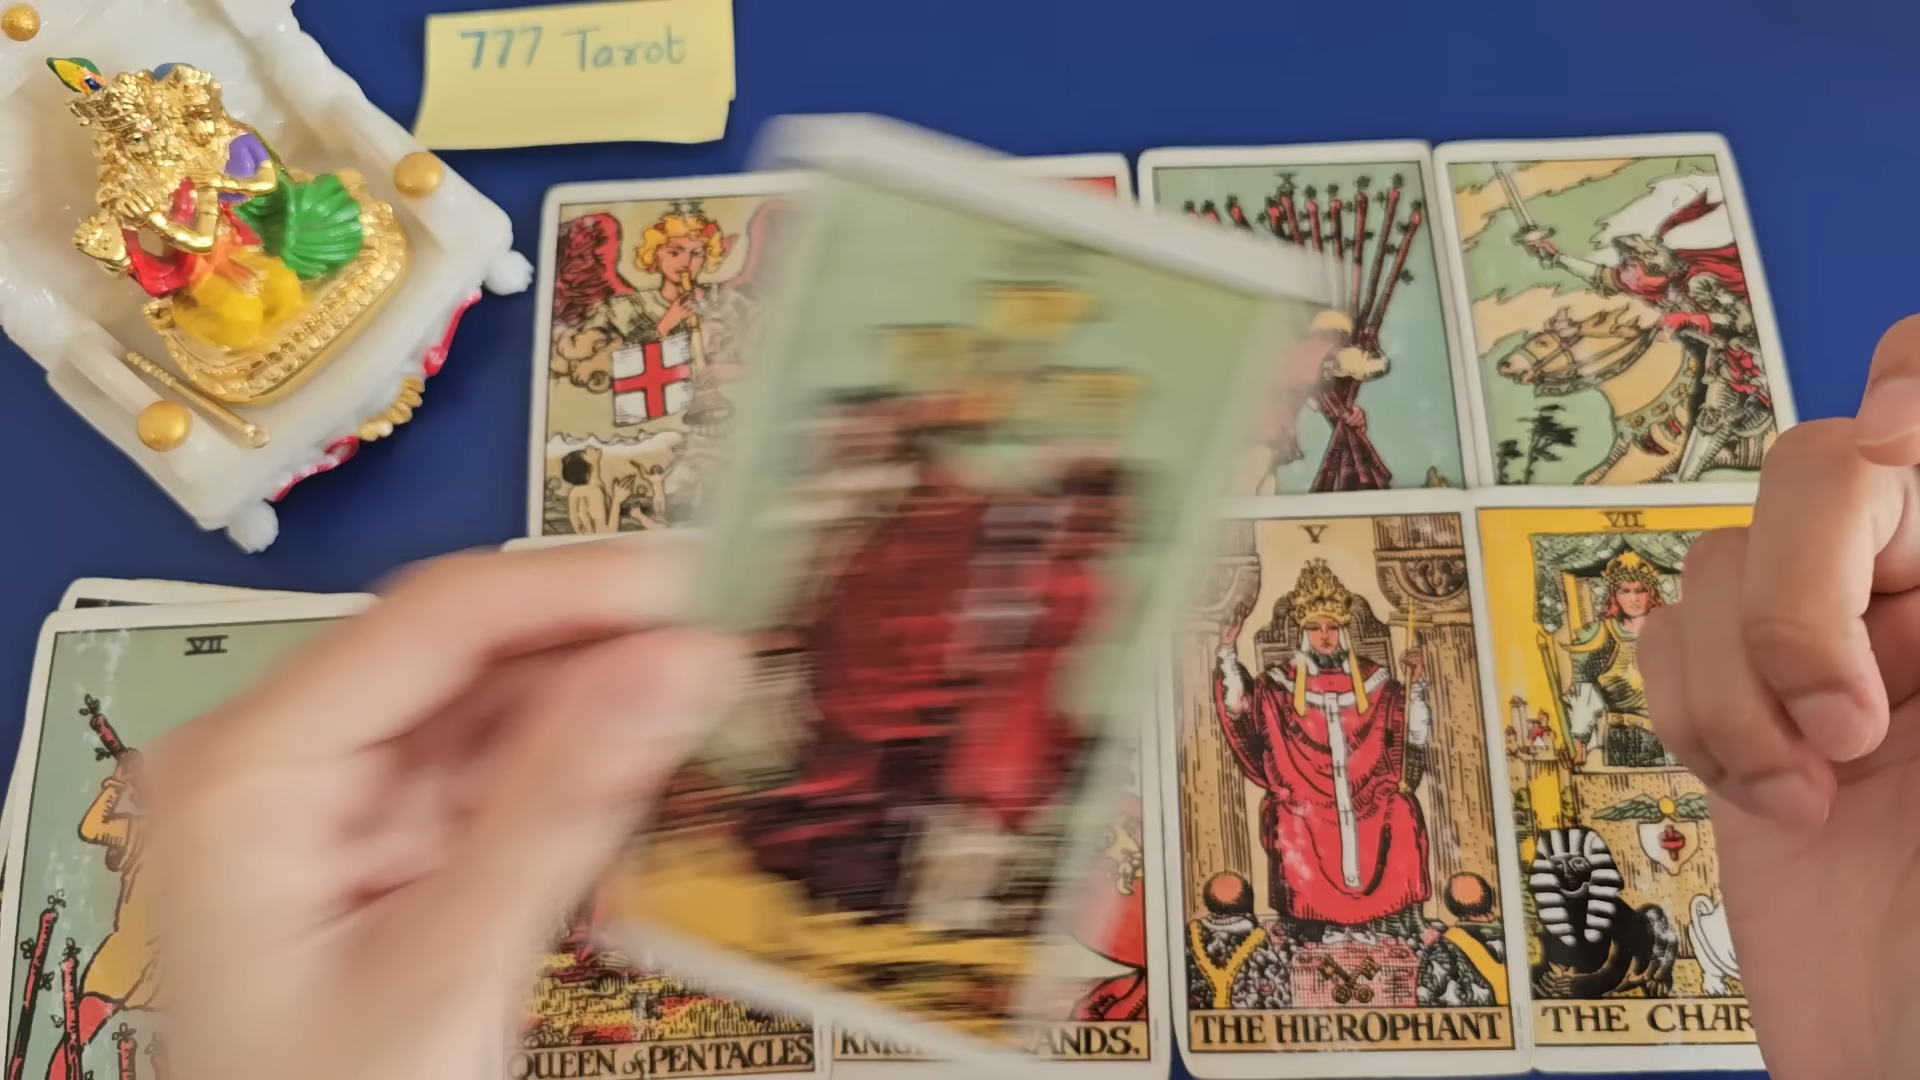 777 Tarot
X
V
VII
VII
QUEEN of PENTACLES
ANDS.
THE HIEROPHANT
THE CHAR